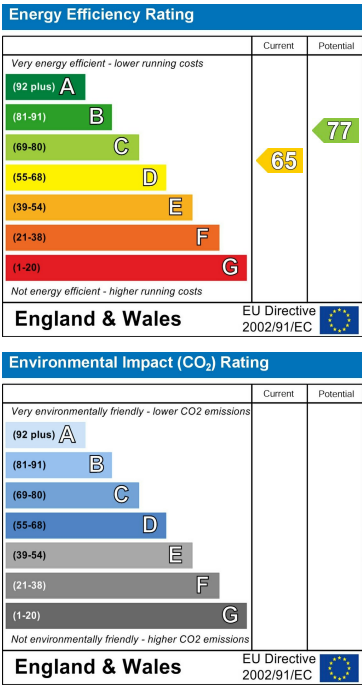 Energy Efficiency Rating
Current Potential
Very energy efficient - lower running costs
(92 plus) A
(81-91) B
(69-80) C
(55-68) D
(39-54) E
(21-38) F
(1-20) G
65
77
Not energy efficient - higher running costs
England & Wales
EU Directive
2002/91/EC
Environmental Impact (CO₂) Rating
Current Potential
Very environmentally friendly - lower CO2 emissions
(92 plus) A
(81-91) B
(69-80) C
(55-68) D
(39-54) E
(21-38) F
(1-20) G
Not environmentally friendly - higher CO2 emissions
England & Wales
EU Directive
2002/91/EC